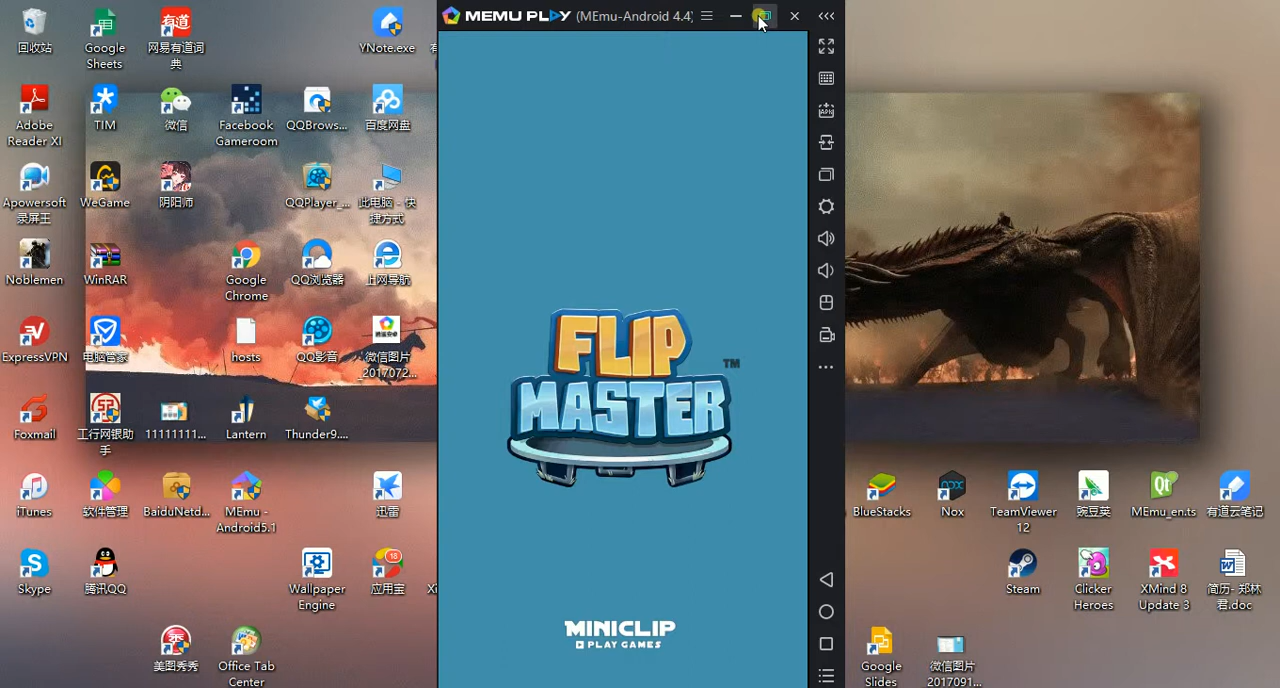 MEMU PLAY (MEmu-Android 4.4)
回收站
Google
Sheets
有道
网易有道词
典
YNote.exe
Adobe
Reader XI
TIM
微信
Facebook
Gameroom
QQBrows...
百度网盘
Apowersoft
录屏王
WeGame
阴阳师
QQPlayer_...
此电脑 - 快
捷方式
Noblemen
WinRAR
Google
Chrome
QQ浏览器
上网导航
ExpressVPN
电脑管家
hosts
QQ影音
微信图片
_2017072...
Foxmail
工行网银助
手
11111111...
Lantern
Thunder9....
iTunes
软件管理
BaiduNetd...
MEmu -
Android5.1
迅雷
Skype
腾讯QQ
Wallpaper
Engine
18
应用宝
美图秀秀
Office Tab
Center
FLIP
MASTER
TM
MINICLIP
PLAY GAMES
APK
BlueStacks
nox
Nox
TeamViewer
12
豌豆荚
Qt
MEmu_en.ts
有道云笔记
Steam
Clicker
Heroes
XMind 8
Update 3
简历- 郑林
君.doc
Google
Slides
微信图片
2017091...